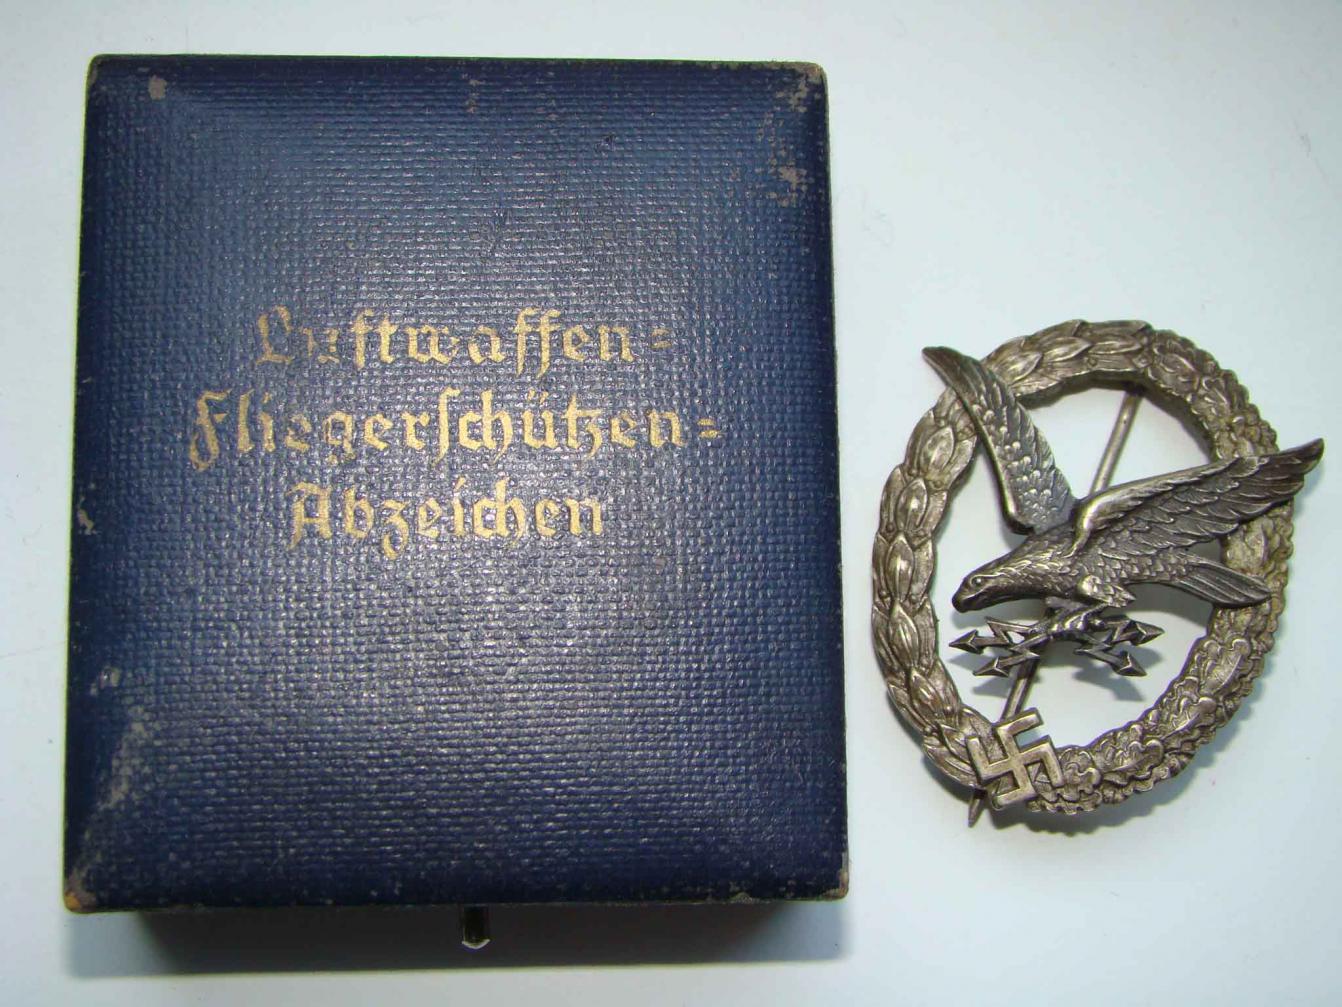 Luftwaffen=
Fliegerſchützen=
Abzeichen